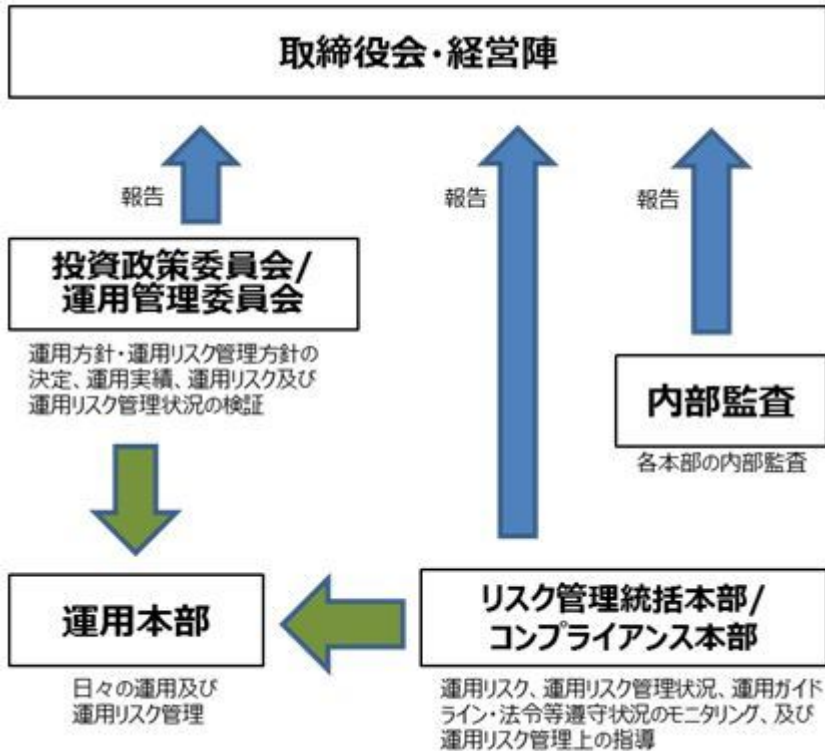 取締役会・経営陣
報告
報告
報告
投資政策委員会/
運用管理委員会
運用方針・運用リスク管理方針の
決定、運用実績、運用リスク及び
運用リスク管理状況の検証
内部監査
各本部の内部監査
運用本部
日々の運用及び
運用リスク管理
リスク管理統括本部/
コンプライアンス本部
運用リスク、運用リスク管理状況、運用ガイド
ライン・法令等遵守状況のモニタリング、及び
運用リスク管理上の指導